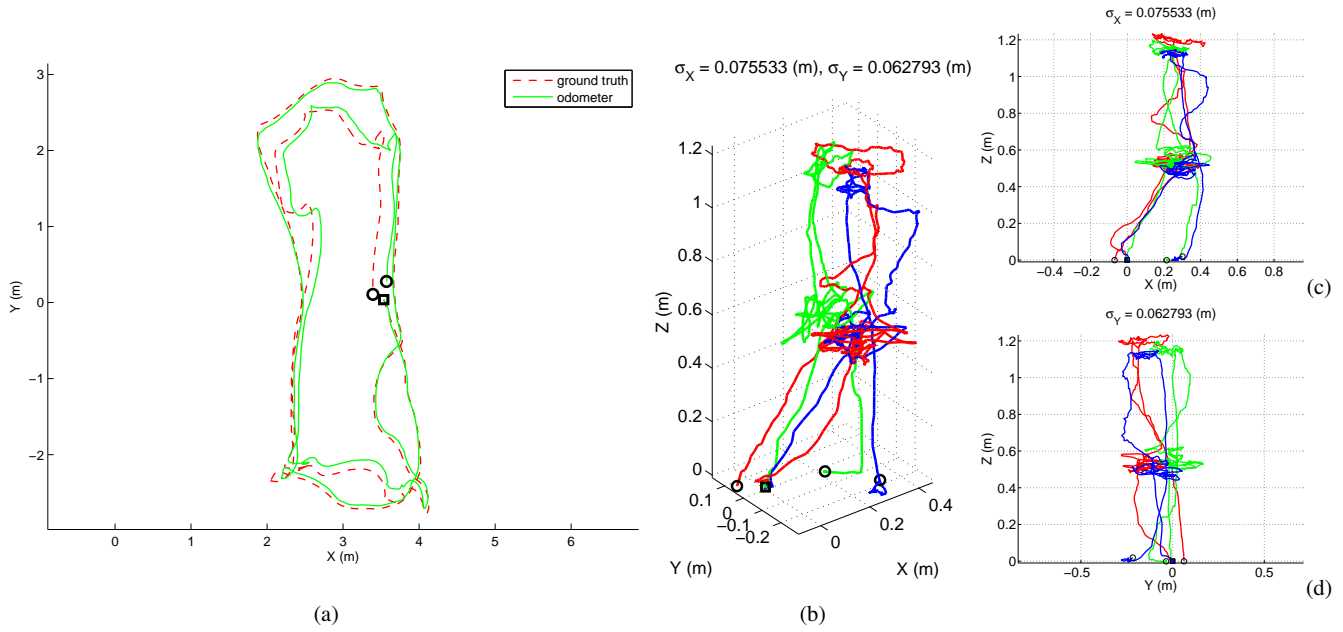 ground truth
odometer
3
2
1
0
−1
−2
Y (m)
0 1 2 3 4 5 6
X (m)
(a)
σX = 0.075533 (m), σY = 0.062793 (m)
1.2
1
0.8
0.6
0.4
0.2
0
Z (m)
0.1
0
−0.1
−0.2
Y (m)
0
0.2
0.4
X (m)
(b)
σX = 0.075533 (m)
1.2
1
0.8
0.6
0.4
0.2
0
Z (m)
−0.4 −0.2 0 0.2 0.4 0.6 0.8
X (m)
(c)
σY = 0.062793 (m)
1.2
1
0.8
0.6
0.4
0.2
0
Z (m)
−0.5 0 0.5
Y (m)
(d)